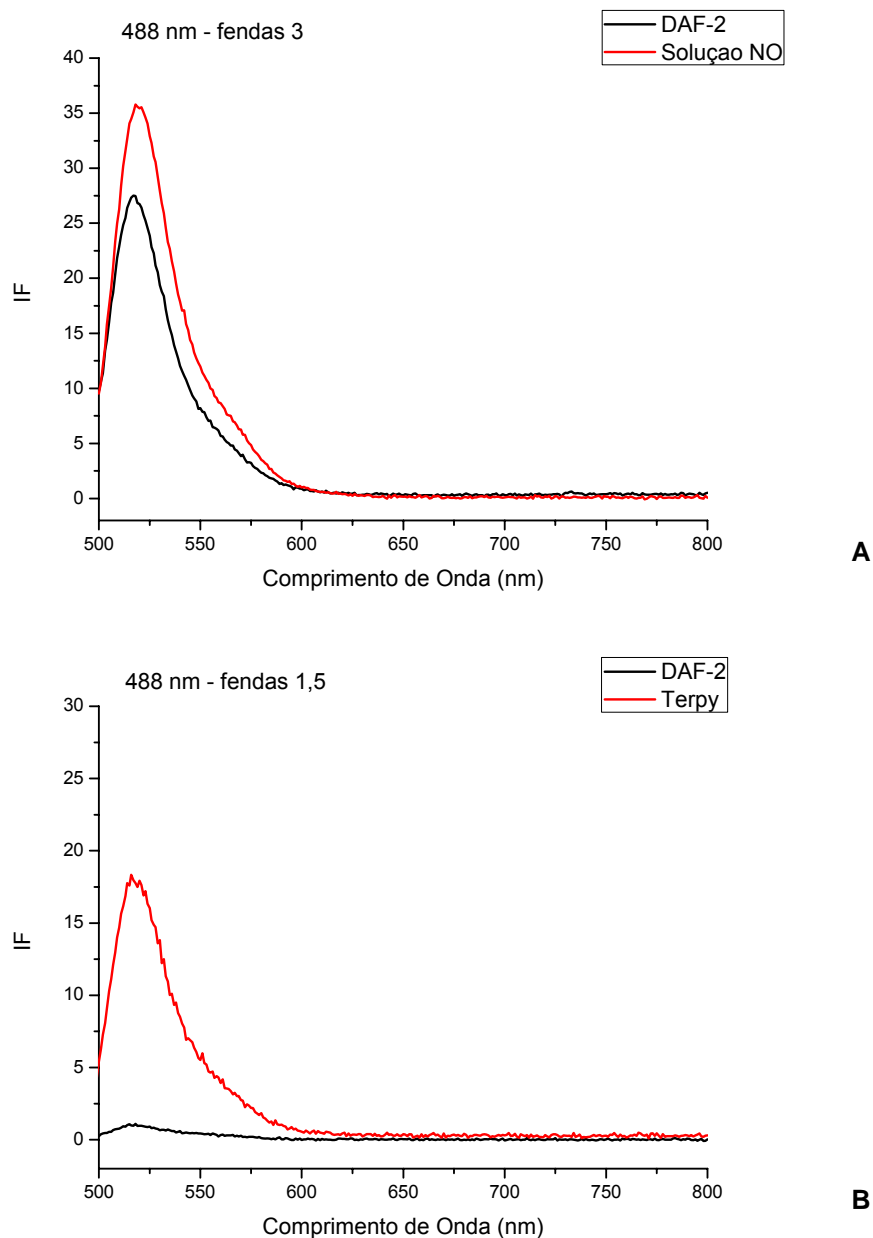 488 nm - fendas 3
DAF-2
Soluçao NO
40
35
30
25
20
15
10
5
0
IF
500
550
600
650
700
750
800
Comprimento de Onda (nm)
A
488 nm - fendas 1,5
DAF-2
Terpy
30
25
20
15
10
5
0
IF
500
550
600
650
700
750
800
Comprimento de Onda (nm)
B